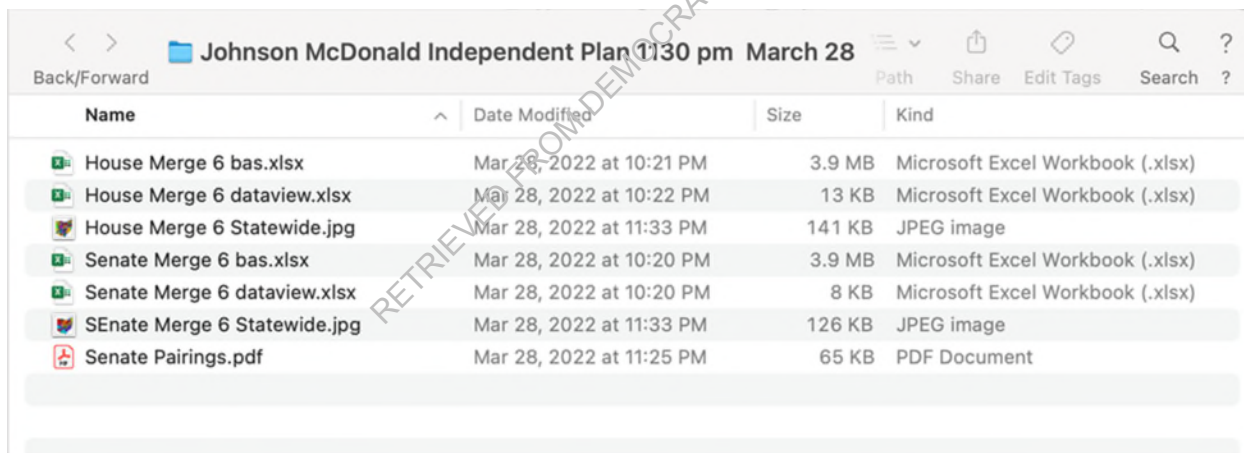 Johnson McDonald Independent Plan 1130 pm March 28
Back/Forward Path Share Edit Tags Search ?
Name Date Modified Size Kind
House Merge 6 bas.xlsx Mar 28, 2022 at 10:21 PM 3.9 MB Microsoft Excel Workbook (.xlsx)
House Merge 6 dataview.xlsx Mar 28, 2022 at 10:22 PM 13 KB Microsoft Excel Workbook (.xlsx)
House Merge 6 Statewide.jpg Mar 28, 2022 at 11:33 PM 141 KB JPEG image
Senate Merge 6 bas.xlsx Mar 28, 2022 at 10:20 PM 3.9 MB Microsoft Excel Workbook (.xlsx)
Senate Merge 6 dataview.xlsx Mar 28, 2022 at 10:20 PM 8 KB Microsoft Excel Workbook (.xlsx)
SEnate Merge 6 Statewide.jpg Mar 28, 2022 at 11:33 PM 126 KB JPEG image
Senate Pairings.pdf Mar 28, 2022 at 11:25 PM 65 KB PDF Document
RETRIEVED FROM